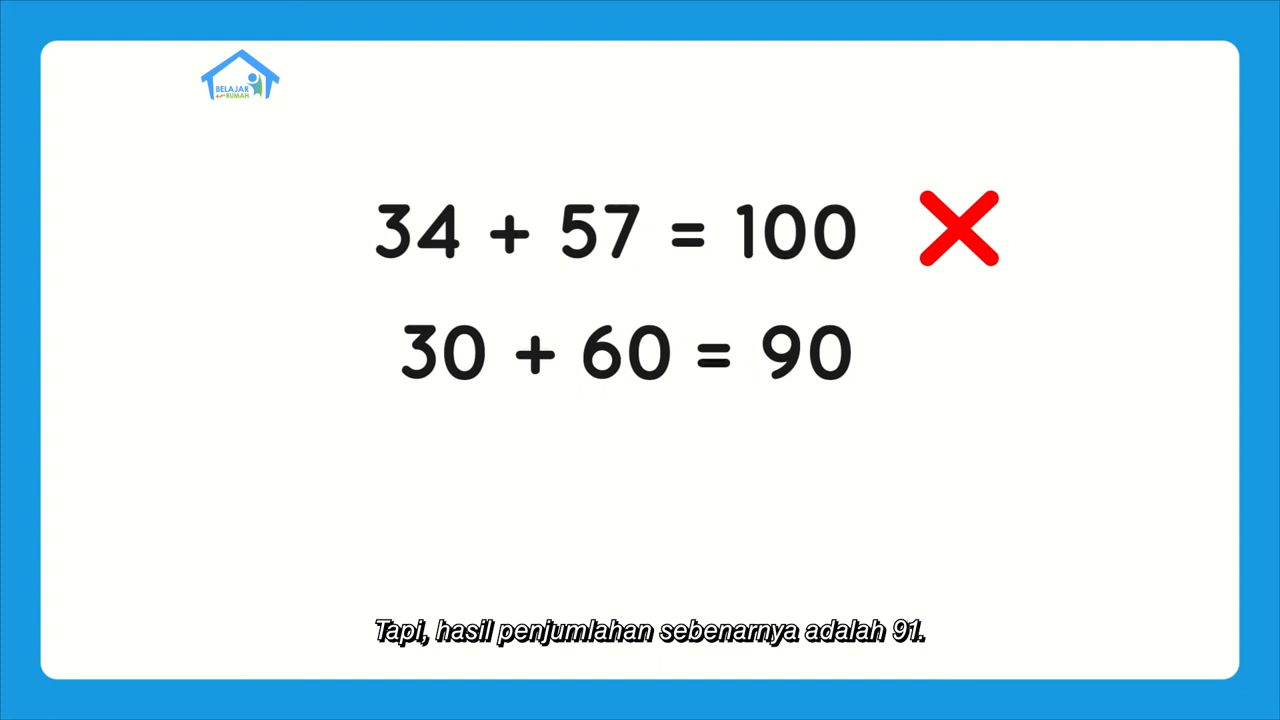 BELAJAR
RUMAH
34 + 57 = 100
30 + 60 = 90
Tapi, hasil penjumlahan sebenarnya adalah 91.